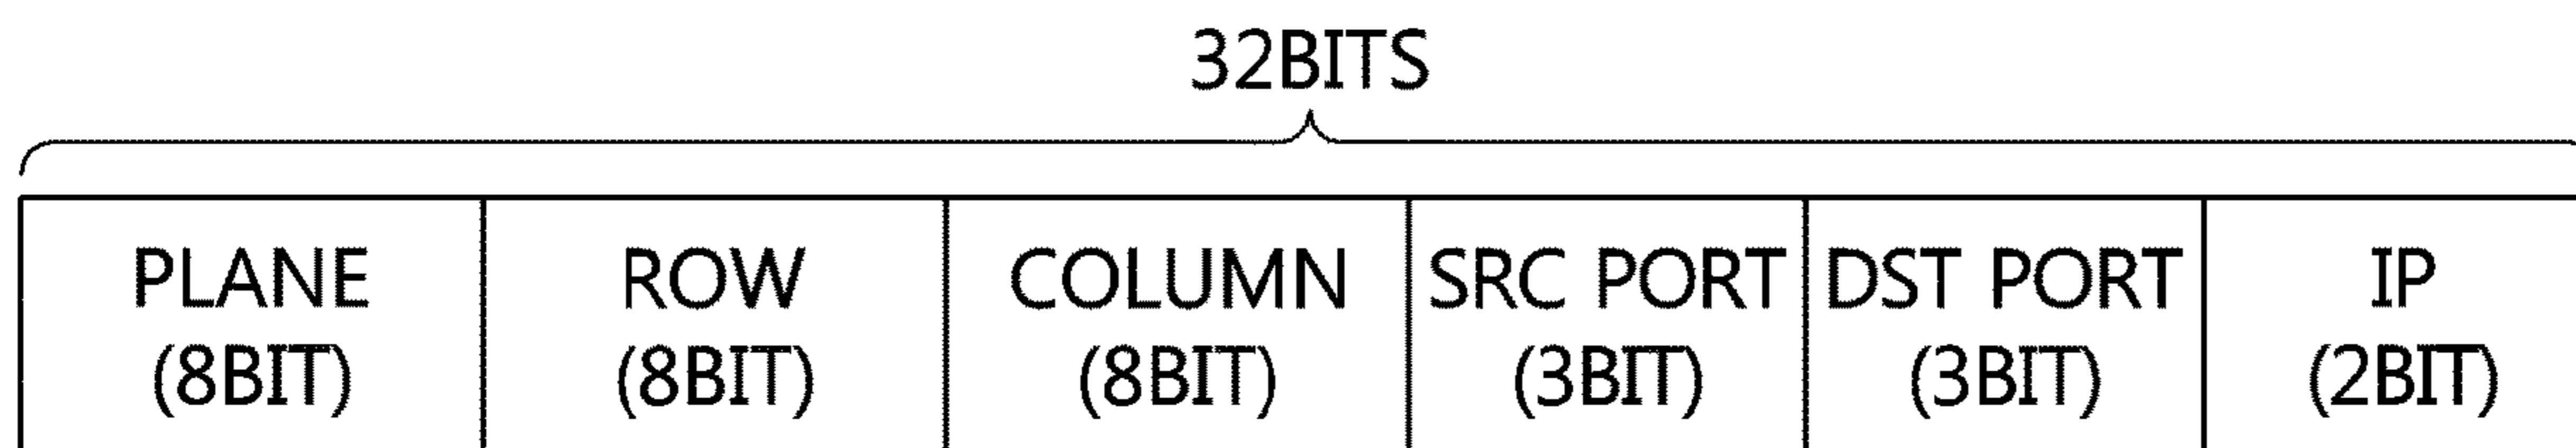 32BITS
PLANE ROW COLUMN SRC PORT DST PORT IP
(8BIT) (8BIT) (8BIT) (3BIT) (3BIT) (2BIT)